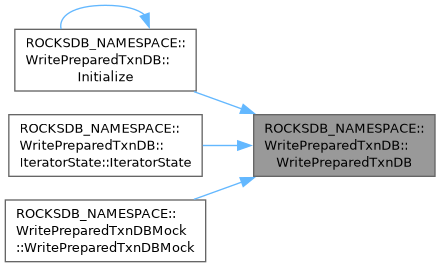 ROCKSDB_NAMESPACE::
WritePreparedTxnDB::
Initialize
ROCKSDB_NAMESPACE::
WritePreparedTxnDB::
IteratorState::IteratorState
ROCKSDB_NAMESPACE::
WritePreparedTxnDBMock
::WritePreparedTxnDBMock
ROCKSDB_NAMESPACE::
WritePreparedTxnDB::
WritePreparedTxnDB